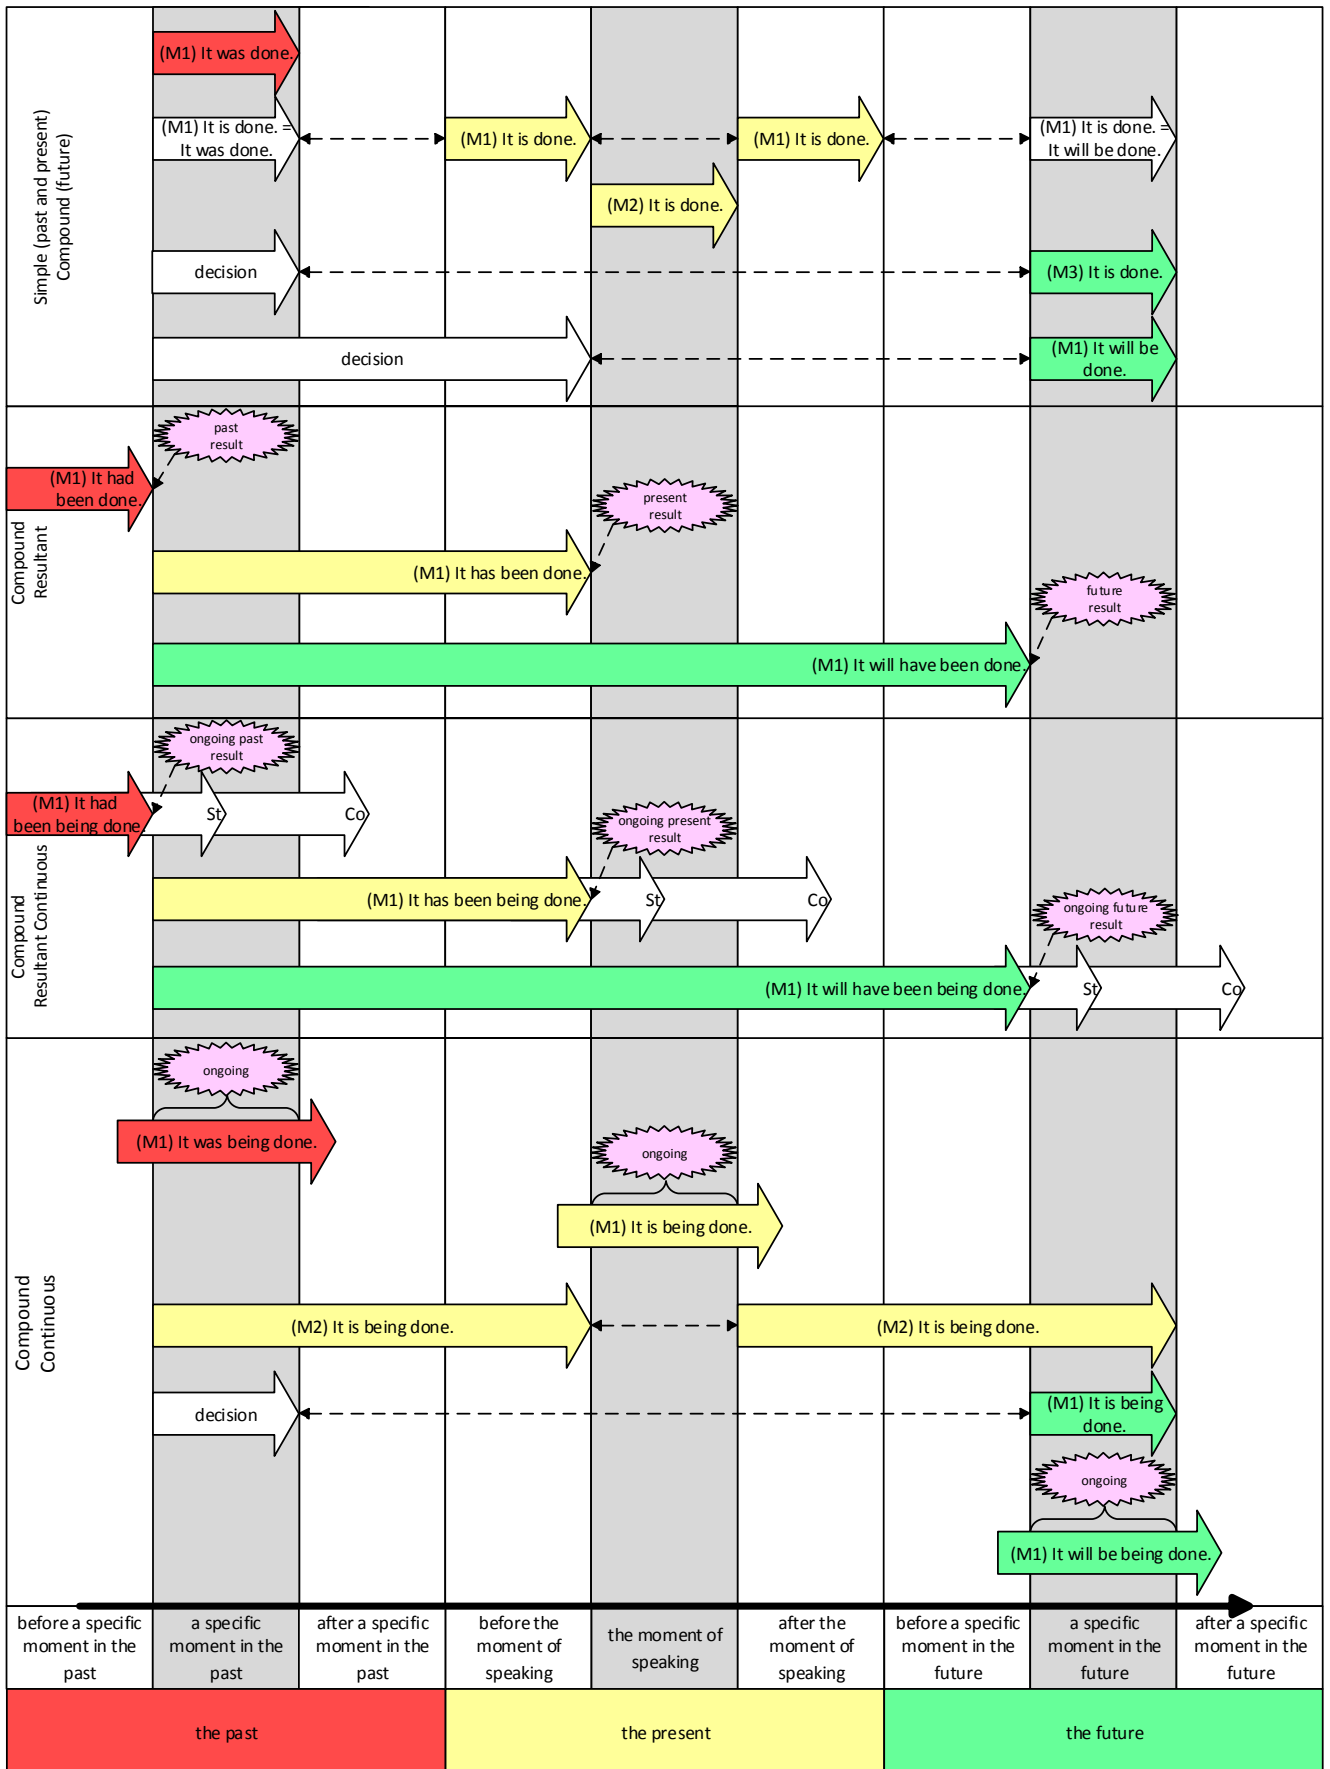 Simple (past and present)
Compound (future)
(M1) It was done.
(M1) It is done. =
It was done.
(M1) It is done.
(M1) It is done.
(M1) It is done. =
It will be done.
(M2) It is done.
decision
(M3) It is done.
decision
(M1) It will be
done.
Compound
Resultant
past
result
(M1) It had
been done.
present
result
(M1) It has been done.
future
result
(M1) It will have been done.
Compound
Resultant Continuous
ongoing past
result
(M1) It had
been being done.
St
Co
ongoing present
result
(M1) It has been being done.
St
Co
ongoing future
result
(M1) It will have been being done.
St
Co
Compound
Continuous
ongoing
(M1) It was being done.
ongoing
(M1) It is being done.
(M2) It is being done.
(M2) It is being done.
decision
(M1) It is being
done.
ongoing
(M1) It will be being done.
before a specific
moment in the
past
a specific
moment in the
past
after a specific
moment in the
past
before the
moment of
speaking
the moment of
speaking
after the
moment of
speaking
before a specific
moment in the
future
a specific
moment in the
future
after a specific
moment in the
future
the past
the present
the future